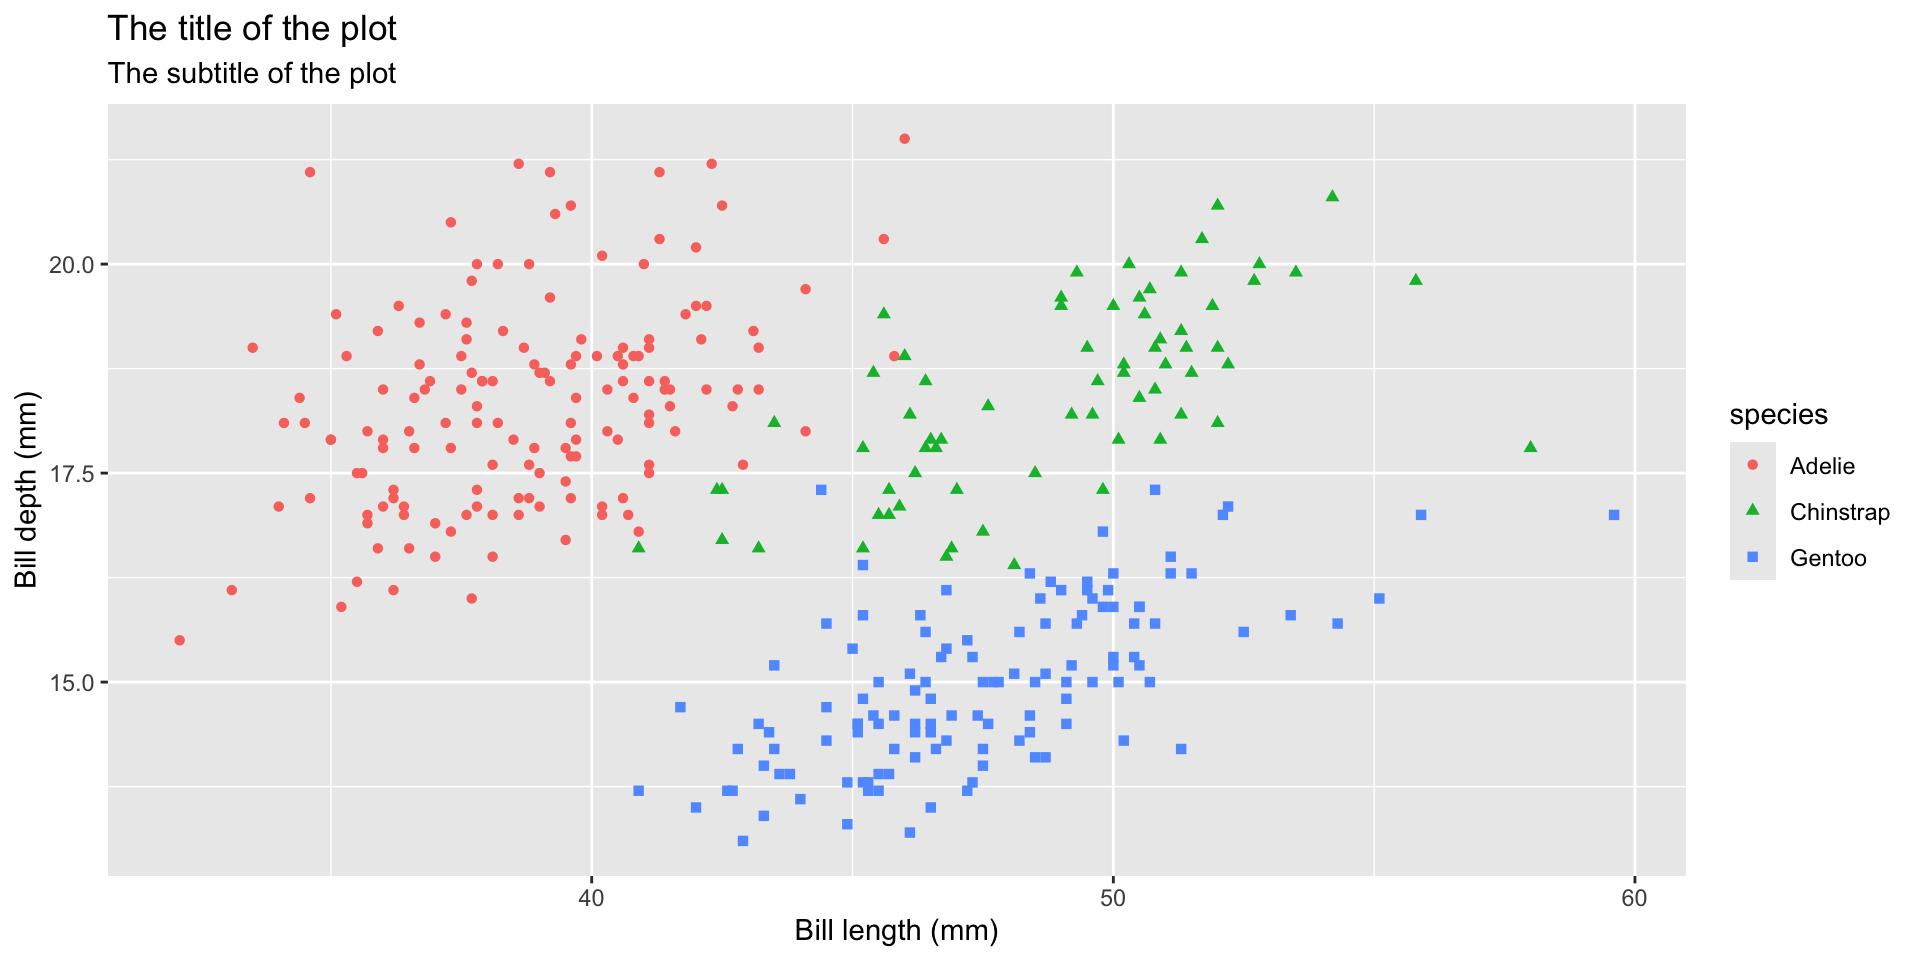 The title of the plot
The subtitle of the plot
Bill depth (mm)
20.0
17.5
15.0
40 50 60
Bill length (mm)
species
Adelie
Chinstrap
Gentoo